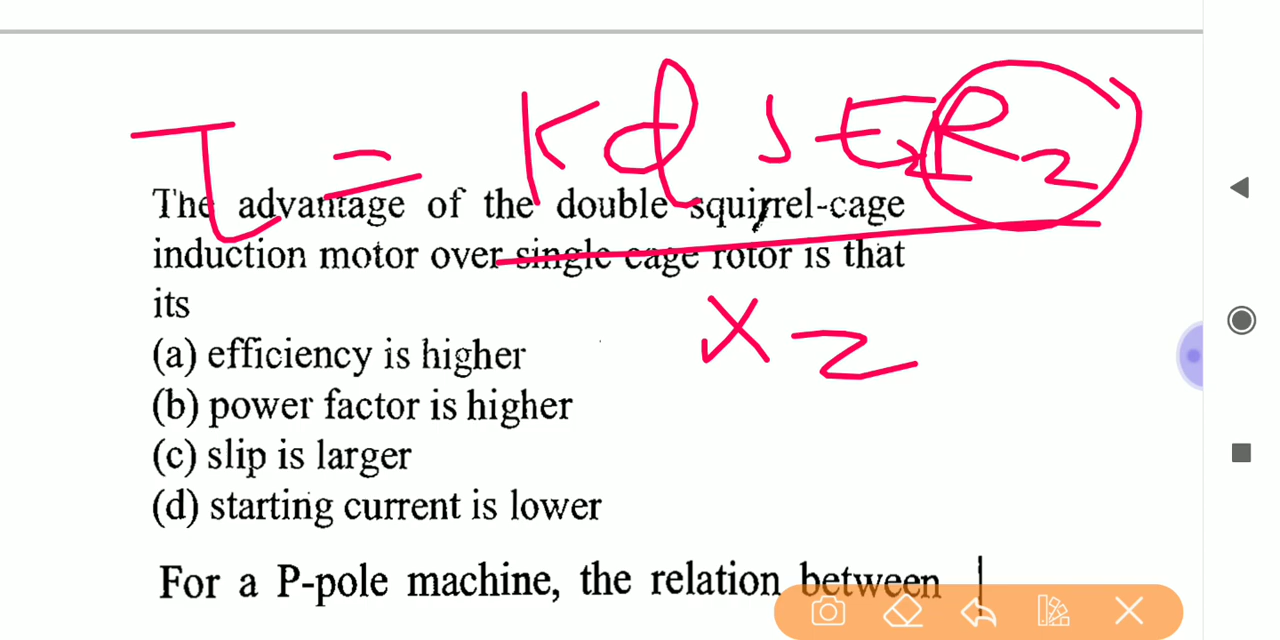 T = KϕsE₂R₂
The advantage of the double squirrel-cage
induction motor over single cage rotor is that
its
X₂
(a) efficiency is higher
(b) power factor is higher
(c) slip is larger
(d) starting current is lower
For a P-pole machine, the relation between